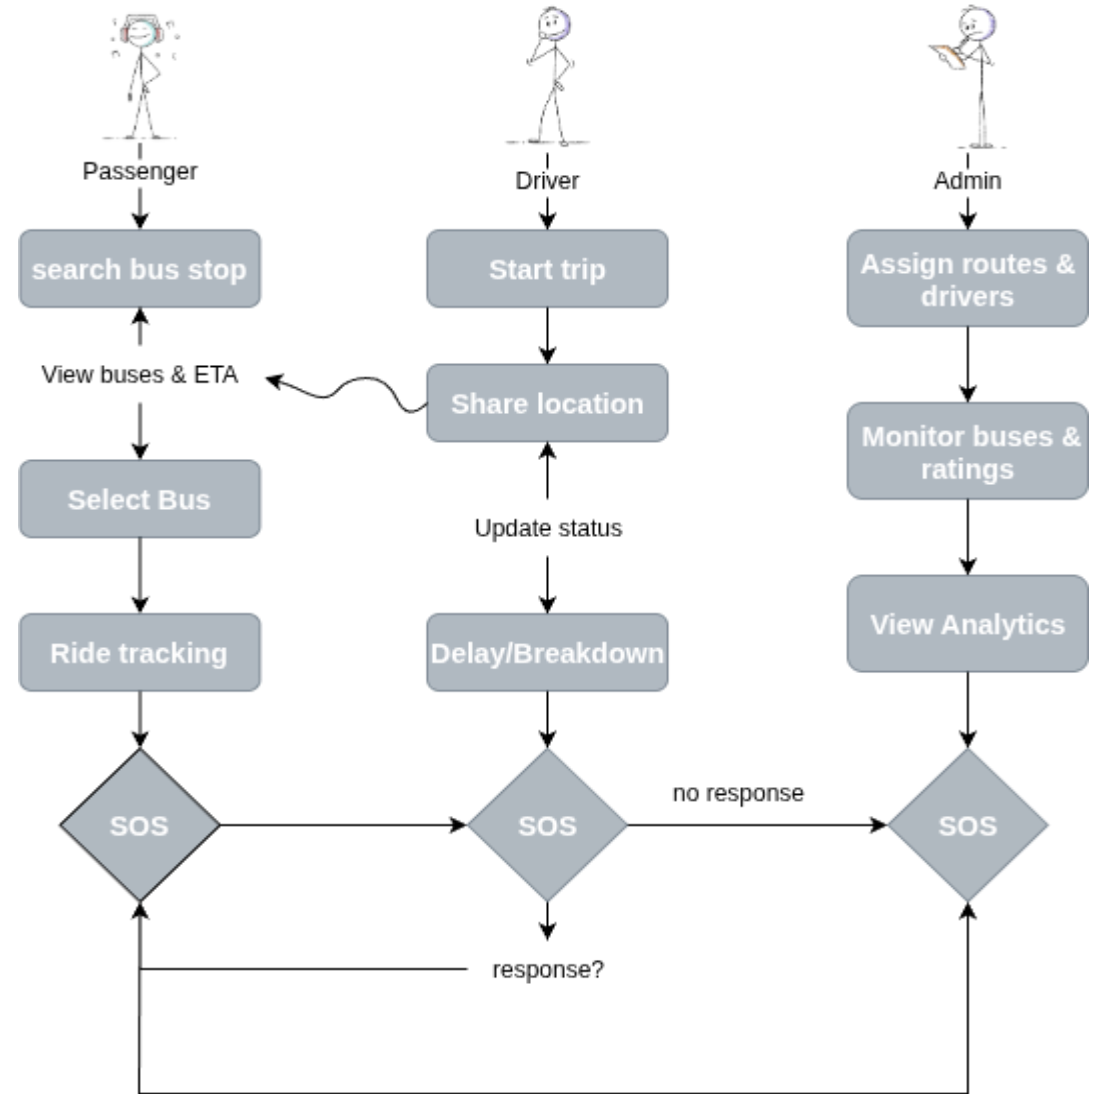 Passenger
Driver
Admin
search bus stop
Start trip
Assign routes &
drivers
View buses & ETA
Share location
Monitor buses &
ratings
Select Bus
Update status
View Analytics
Ride tracking
Delay/Breakdown
no response
SOS
SOS
SOS
response?